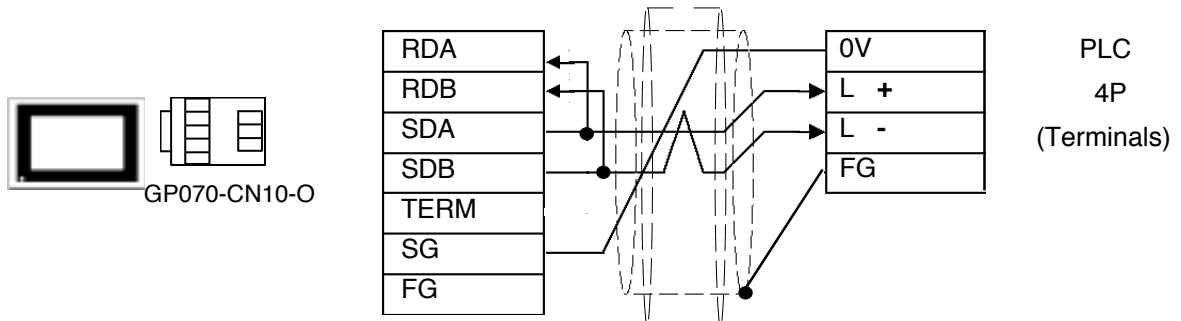 GP070-CN10-O
RDA
RDB
SDA
SDB
TERM
SG
FG
0V
L +
L -
FG
PLC
4P
(Terminals)